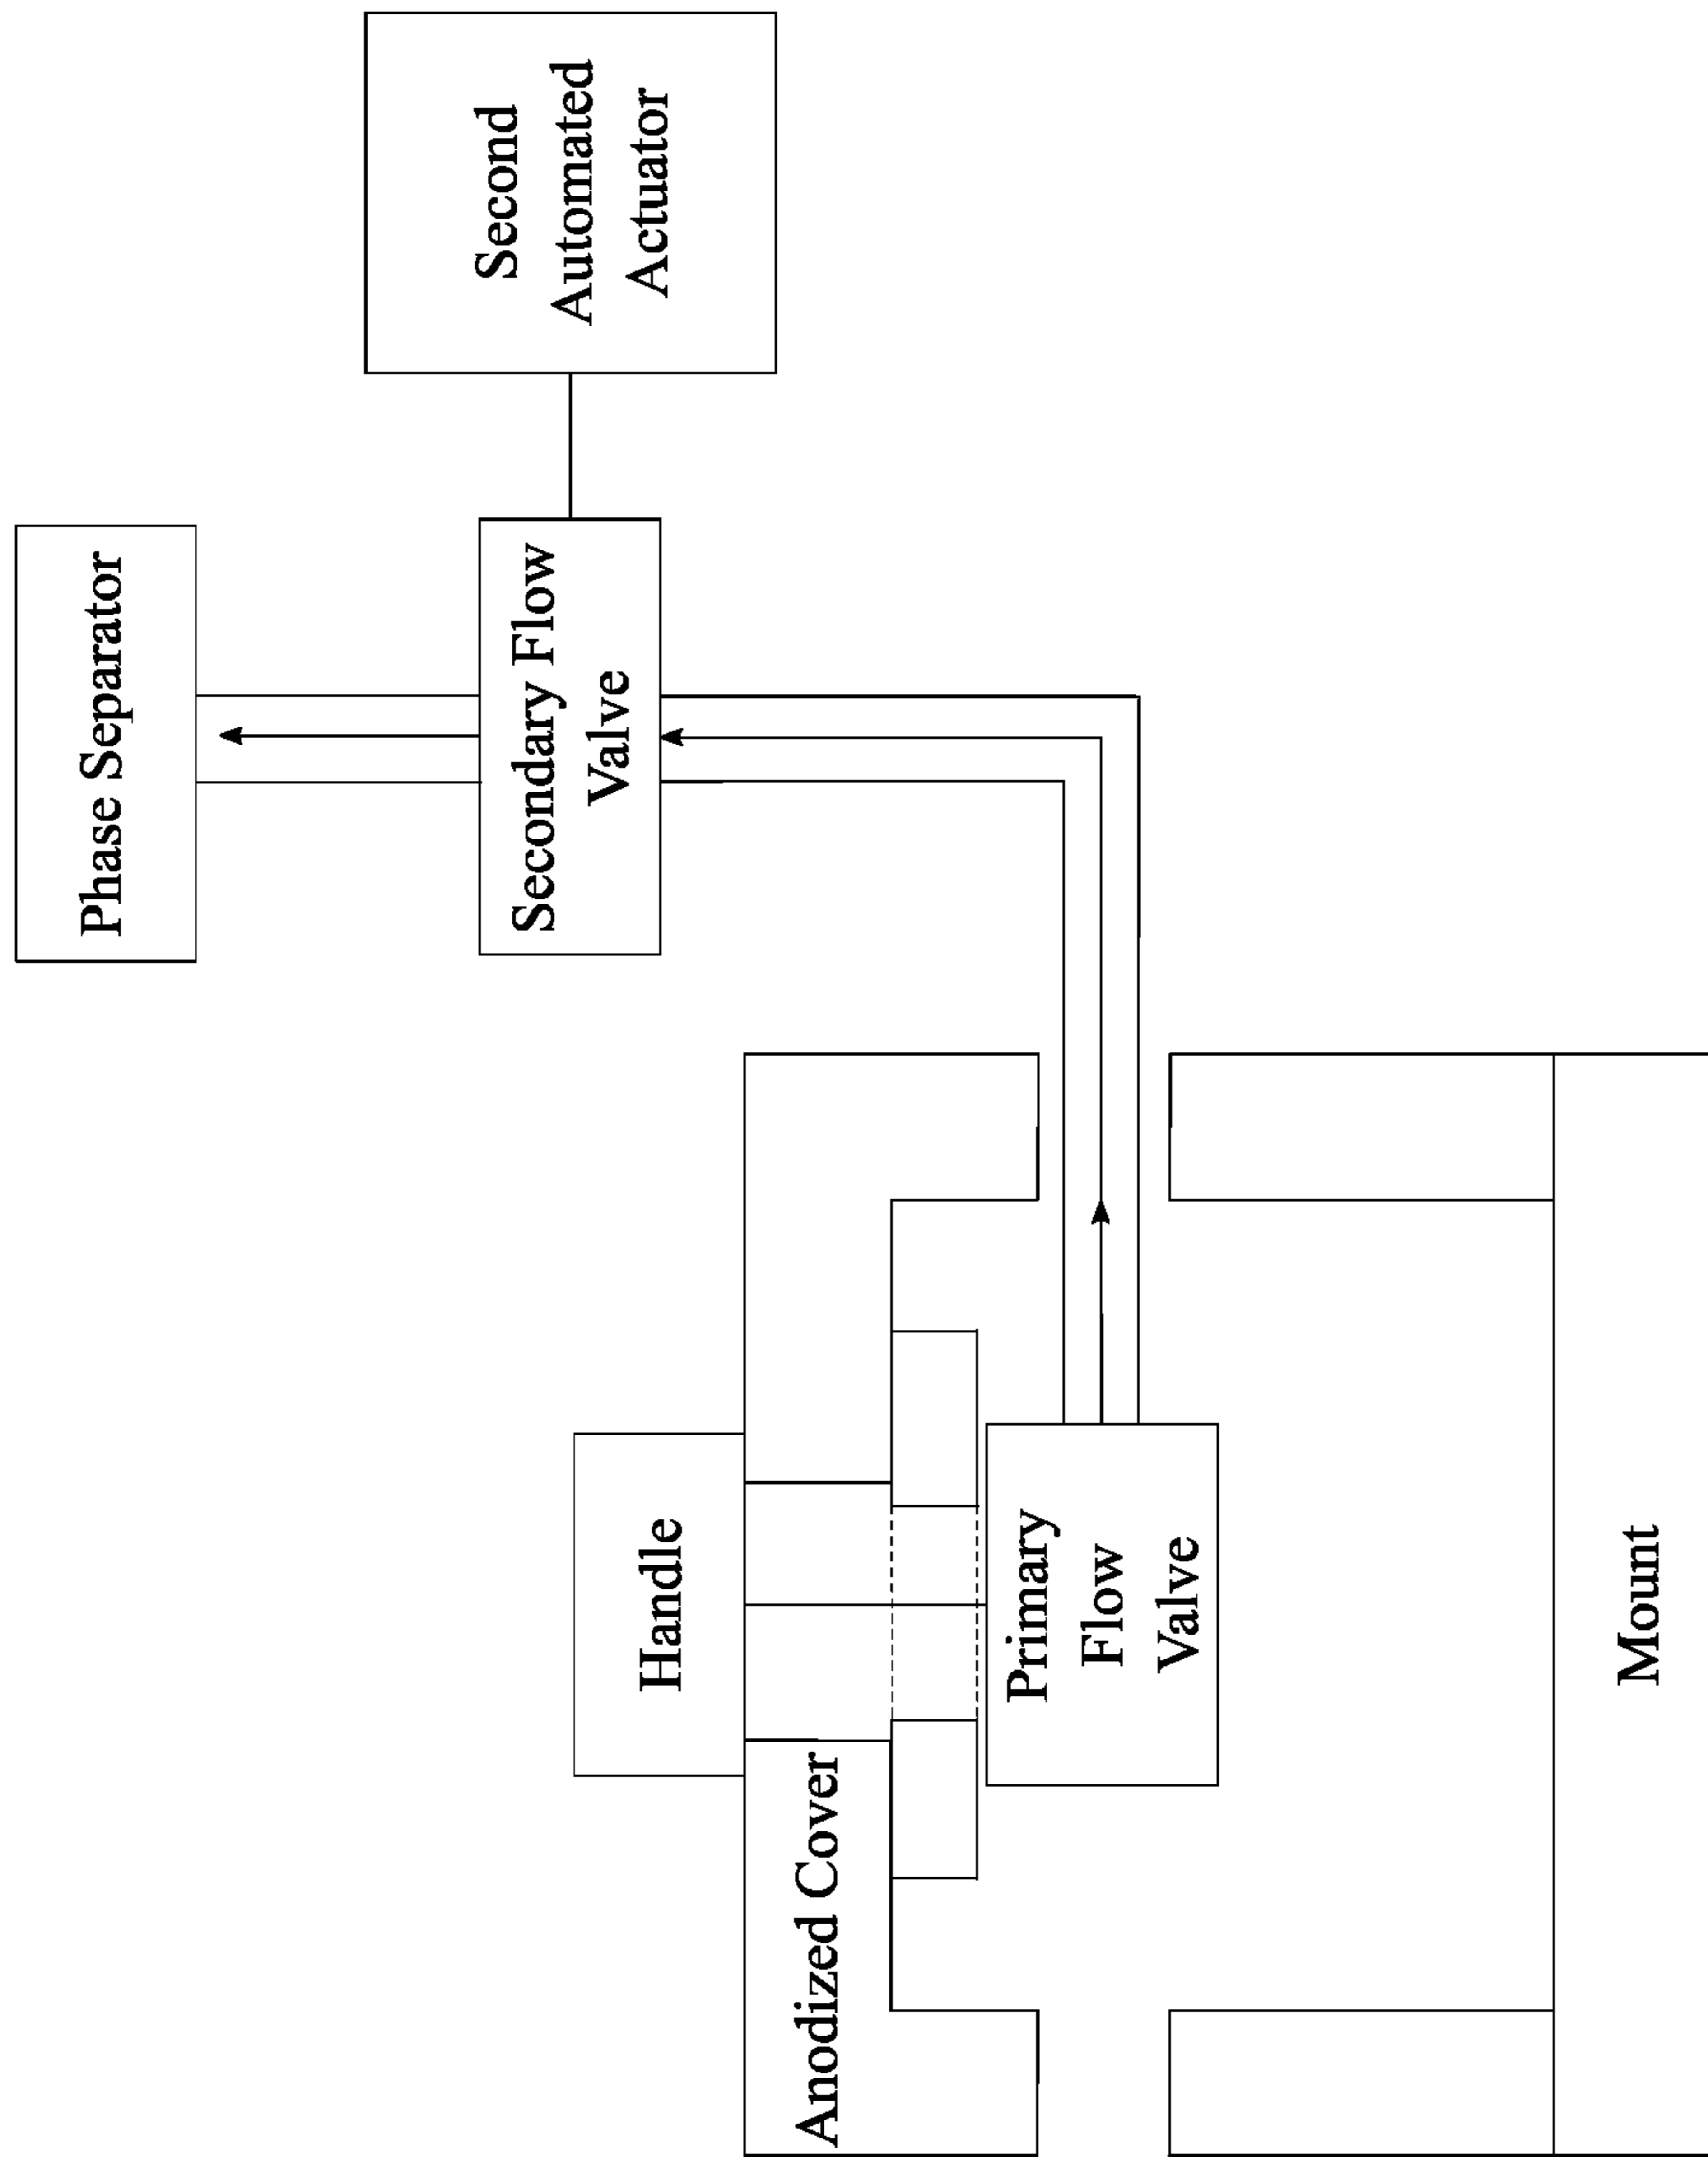 Phase Separator
Second
Automated
Actuator
Secondary Flow
Valve
Handle
Anodized Cover
Primary
Flow
Valve
Mount